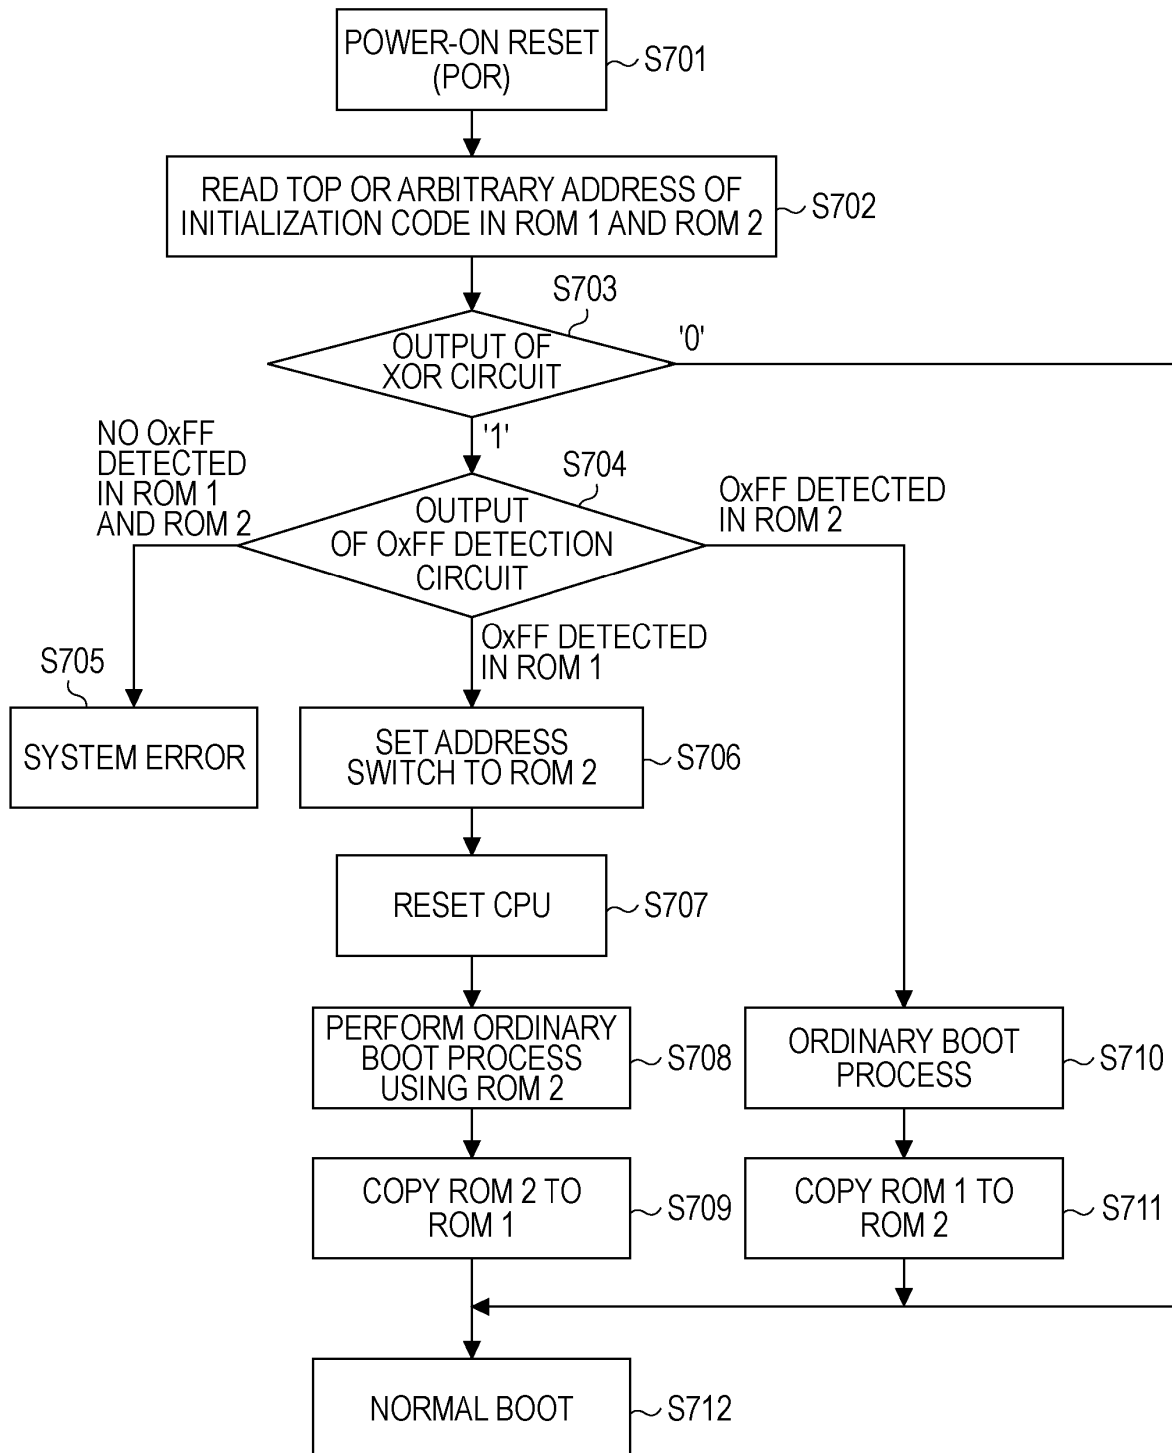 POWER-ON RESET
(POR)
S701
READ TOP OR ARBITRARY ADDRESS OF
INITIALIZATION CODE IN ROM 1 AND ROM 2
S702
S703
OUTPUT OF
XOR CIRCUIT
'0'
'1'
NO OxFF
DETECTED
IN ROM 1
AND ROM 2
S704
OUTPUT
OF OxFF DETECTION
CIRCUIT
OxFF DETECTED
IN ROM 2
OxFF DETECTED
IN ROM 1
S705
SYSTEM ERROR
SET ADDRESS
SWITCH TO ROM 2
S706
RESET CPU
S707
PERFORM ORDINARY
BOOT PROCESS
USING ROM 2
S708
ORDINARY BOOT
PROCESS
S710
COPY ROM 2 TO
ROM 1
S709
COPY ROM 1 TO
ROM 2
S711
NORMAL BOOT
S712